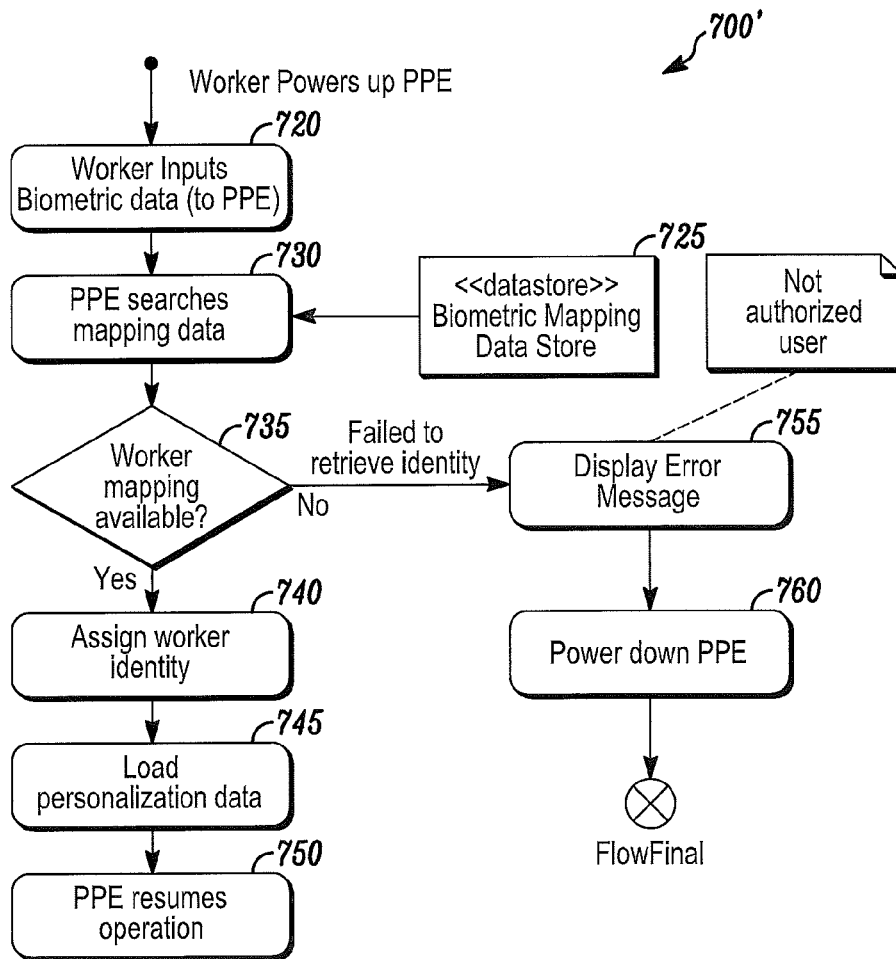 700'
Worker Powers up PPE
720
Worker Inputs
Biometric data (to PPE)
730
PPE searches
mapping data
725
<<datastore>>
Biometric Mapping
Data Store
Not
authorized
user
735
Worker
mapping
available?
Failed to
retrieve identity
No
Yes
755
Display Error
Message
740
Assign worker
identity
760
Power down PPE
745
Load
personalization data
FlowFinal
750
PPE resumes
operation